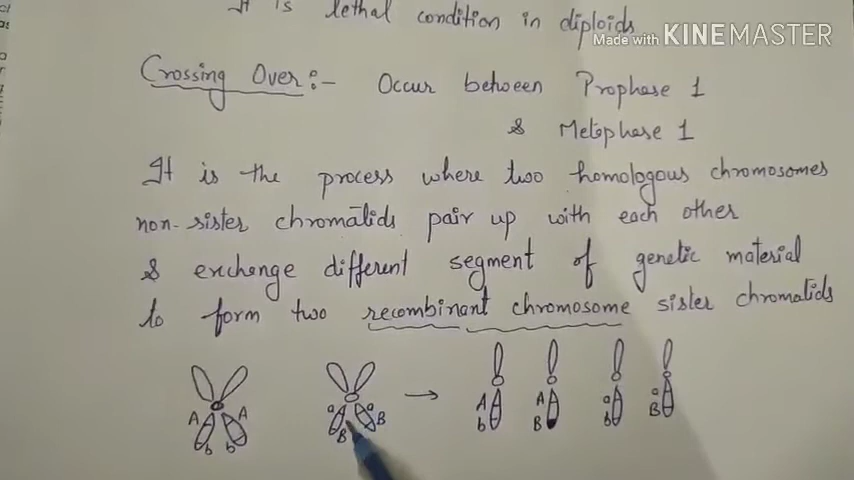 It is lethal condition in diploids
Made with KINEMASTER
Crossing Over :- Occur between Prophase 1
& Metophase 1
It is the process where two homologous chromosomes
non-sister chromatids pair up with each other
& exchange different segment of genetic material
to form two recombinant chromosome sister chromatids
A A a a A A a a
b b B B b B b B